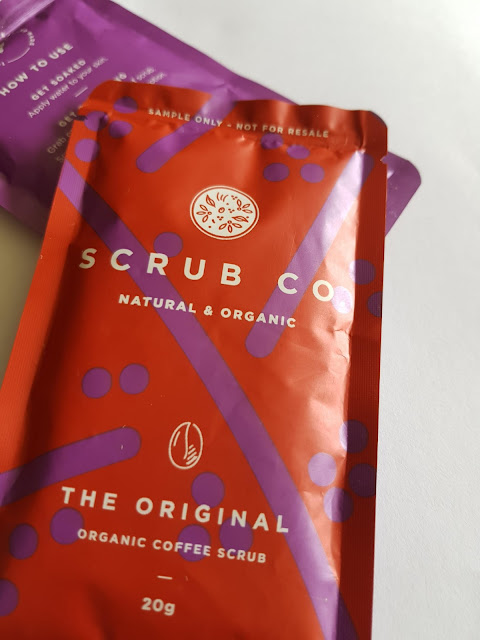 HOW TO USE
GET SOAKED
Apply water to your skin.
GET
SAMPLE ONLY - NOT FOR RESALE
SCRUB CO
NATURAL & ORGANIC
THE ORIGINAL
ORGANIC COFFEE SCRUB
20g